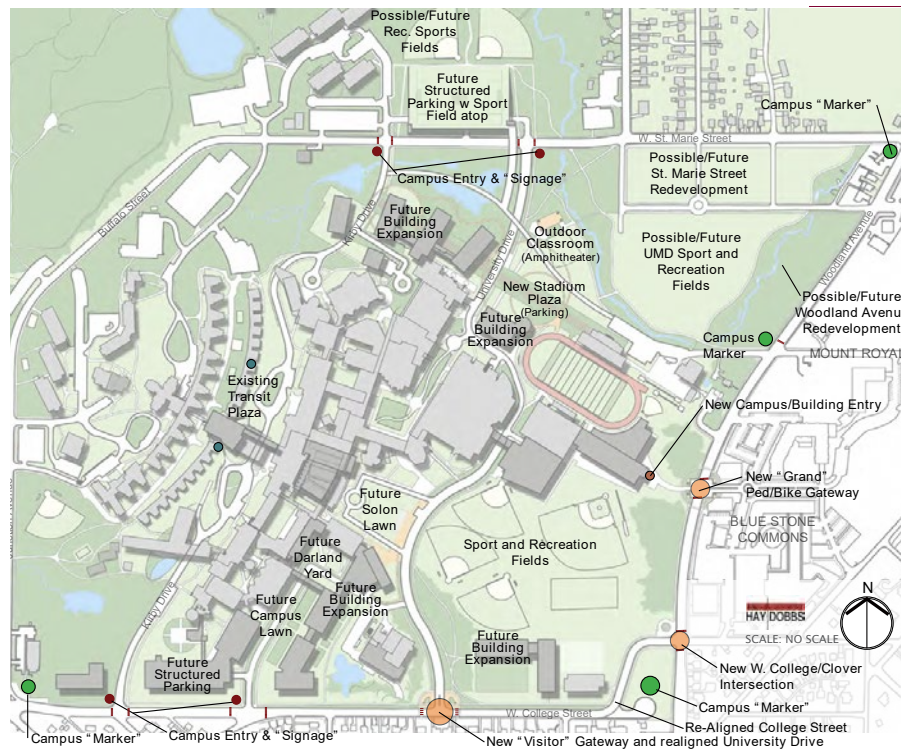 Possible/Future
Rec. Sports
Fields
Future
Structured
Parking w Sport
Field atop
Campus “Marker”
W. St. Marie Street
Campus Entry & “Signage”
Possible/Future
St. Marie Street
Redevelopment
Buffalo Street
Kirby Drive
Future
Building
Expansion
University Drive
Outdoor
Classroom
(Amphitheater)
Possible/Future
UMD Sport and
Recreation
Fields
Woodland Avenue
New Stadium
Plaza
(Parking)
Future
Building
Expansion
Possible/Future
Woodland Avenu
Redevelopment
Campus
Marker
MOUNT ROYAL
Existing
Transit
Plaza
New Campus/Building Entry
New “Grand”
Ped/Bike Gateway
Future
Solon
Lawn
BLUE STONE
COMMONS
Sport and Recreation
Fields
Future
Darland
Yard
Future
Building
Expansion
Future
Campus
Lawn
Kirby Drive
N
HAY DOBBS
SCALE: NO SCALE
Future
Building
Expansion
Future
Structured
Parking
New W. College/Clover
Intersection
W. College Street
Campus “Marker”
Re-Aligned College Street
Campus “Marker”
Campus Entry & “Signage”
New “Visitor” Gateway and realigned University Drive